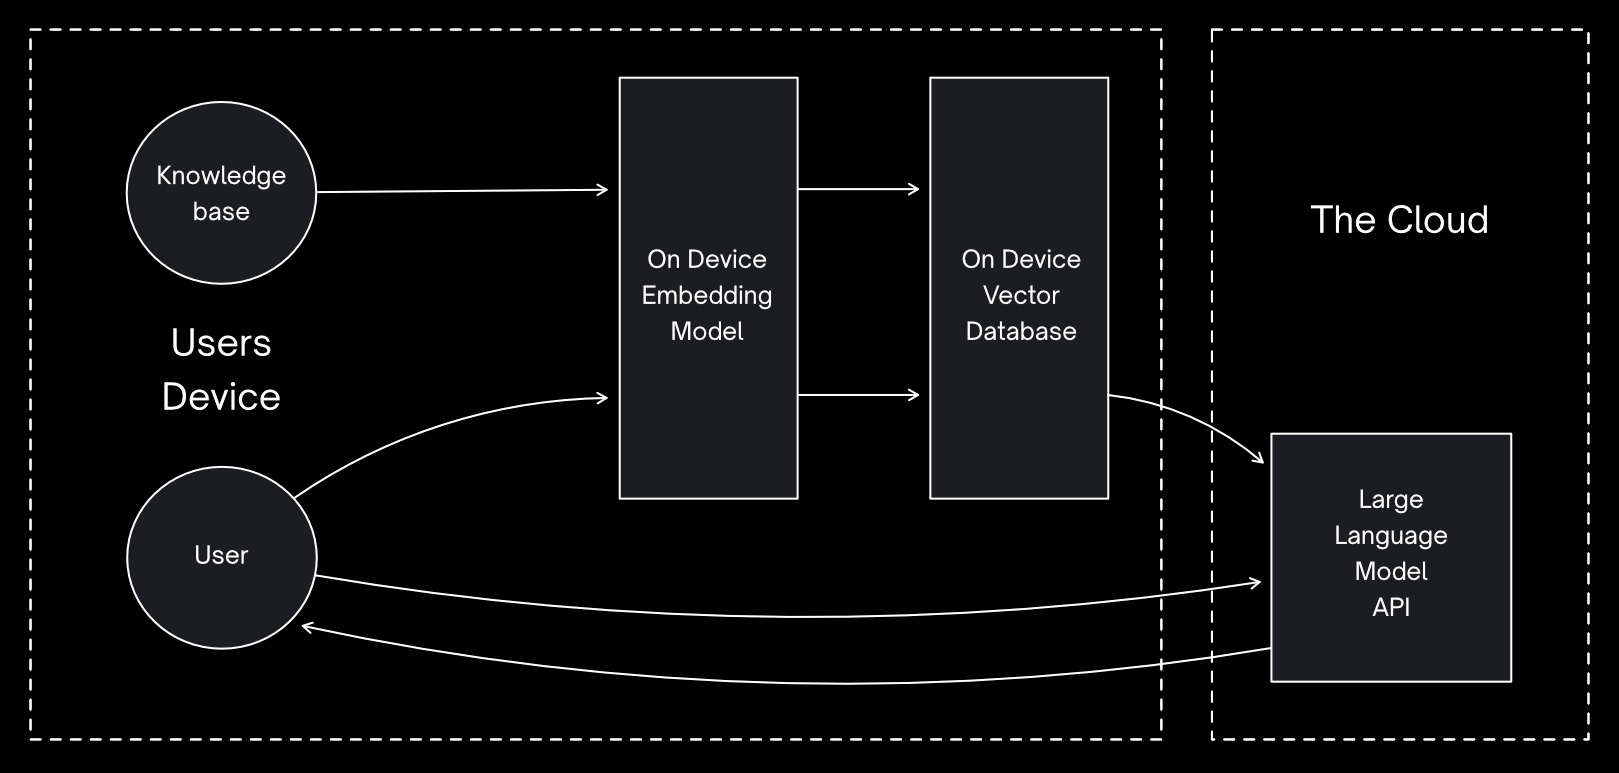 Knowledge
base
Users
Device
User
On Device
Embedding
Model
On Device
Vector
Database
The Cloud
Large
Language
Model
API